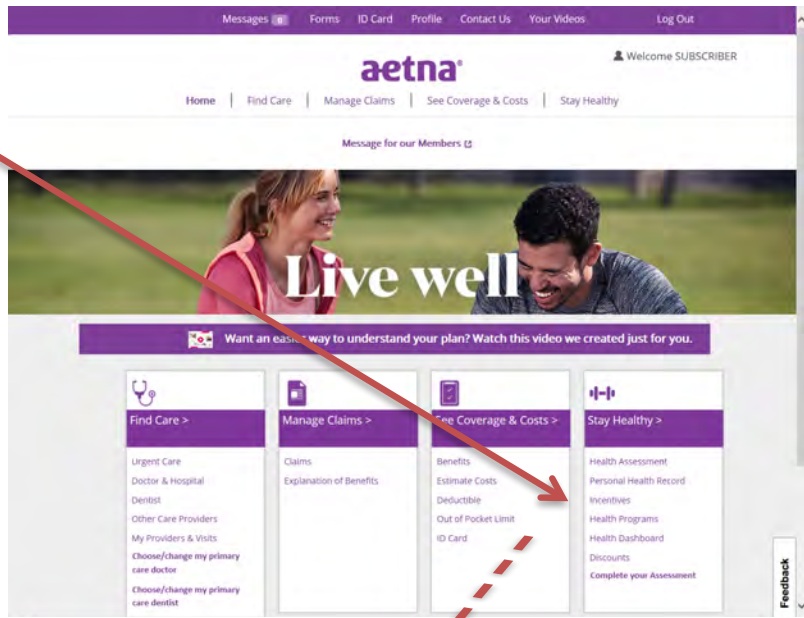 Messages 0 Forms ID Card Profile Contact Us Your Videos Log Out
Welcome SUBSCRIBER
aetna®
Home | Find Care | Manage Claims | See Coverage & Costs | Stay Healthy
Message for our Members
Live well
Want an easier way to understand your plan? Watch this video we created just for you.
Find Care >
Urgent Care
Doctor & Hospital
Dentist
Other Care Providers
My Providers & Visits
Choose/change my primary
care doctor
Choose/change my primary
care dentist
Manage Claims >
Claims
Explanation of Benefits
See Coverage & Costs >
Benefits
Estimate Costs
Deductible
Out of Pocket Limit
ID Card
Stay Healthy >
Health Assessment
Personal Health Record
Incentives
Health Programs
Health Dashboard
Discounts
Complete your Assessment
Feedback